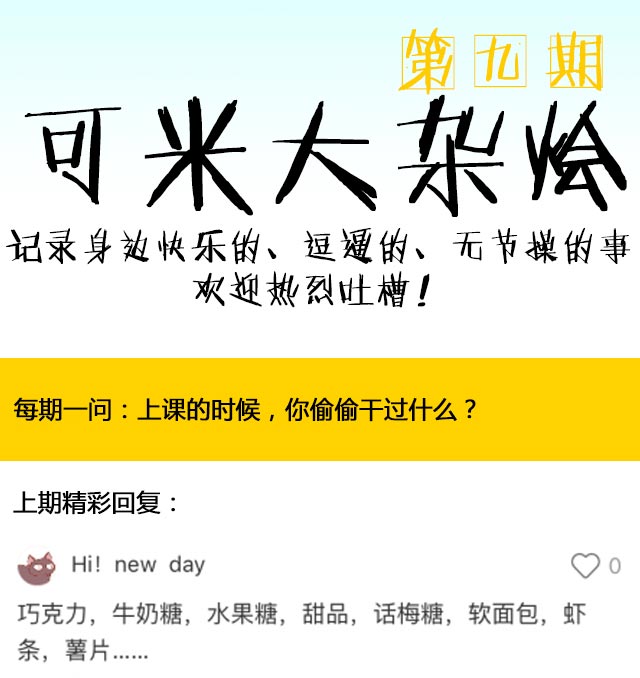 第九期
可米大杂烩
记录身边快乐的、逗逼的、无节操的事
欢迎热烈吐槽！
每期一问：上课的时候，你偷偷干过什么？
上期精彩回复：
Hi! new day
0
巧克力，牛奶糖，水果糖，甜品，话梅糖，软面包，虾
条，薯片......